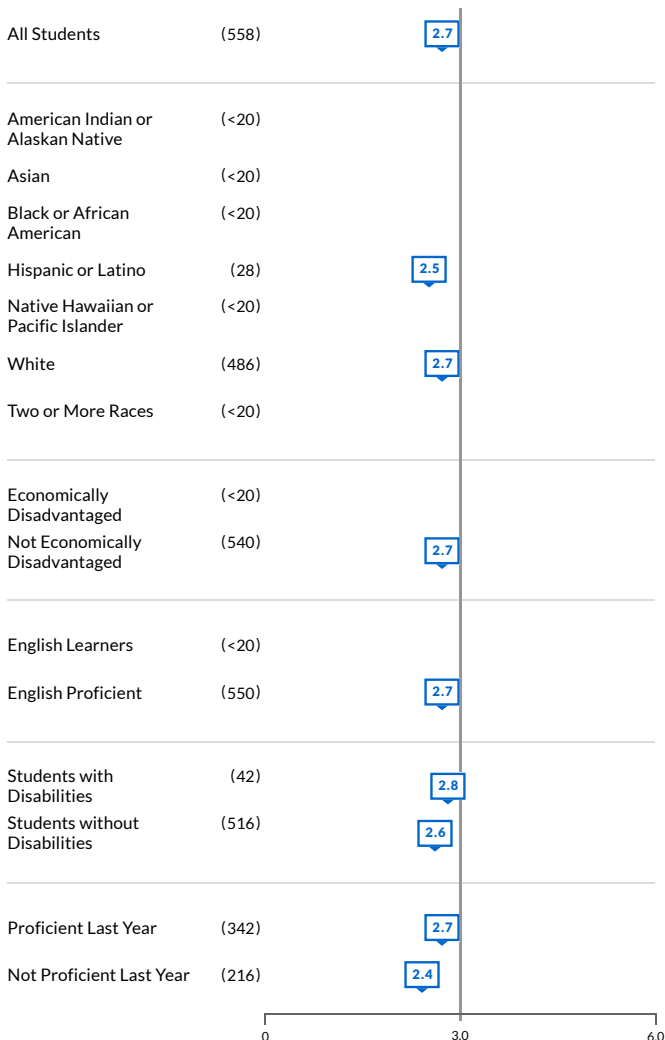 All Students (558) 2.7
American Indian or (<20)
Alaskan Native
Asian (<20)
Black or African (<20)
American
Hispanic or Latino (28) 2.5
Native Hawaiian or (<20)
Pacific Islander
White (486) 2.7
Two or More Races (<20)
Economically (<20)
Disadvantaged
Not Economically (540) 2.7
Disadvantaged
English Learners (<20)
English Proficient (550) 2.7
Students with (42) 2.8
Disabilities
Students without (516) 2.6
Disabilities
Proficient Last Year (342) 2.7
Not Proficient Last Year (216) 2.4
0 3.0 6.0